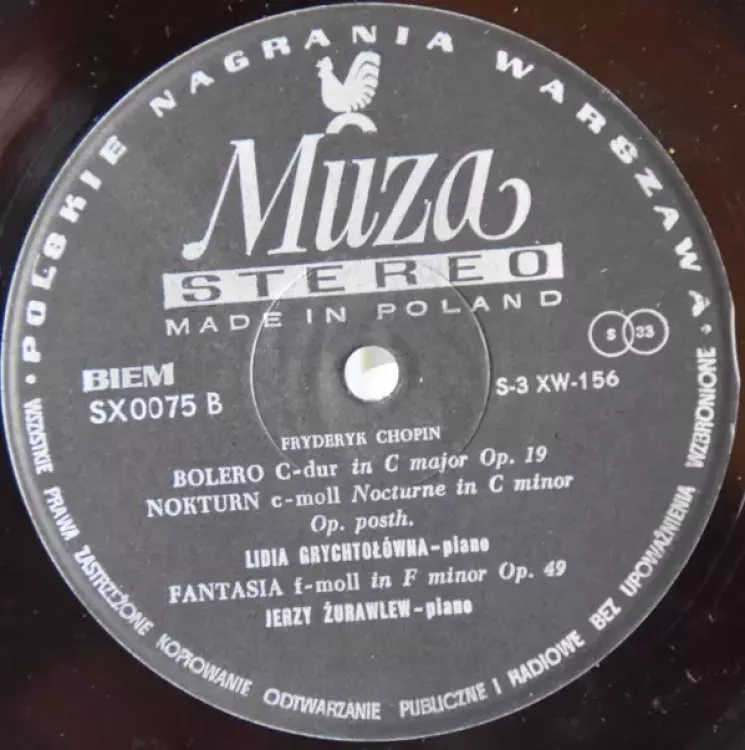 • POLSKIE NAGRANIA WARSZAWA •
Muza
STEREO
MADE IN POLAND
S 33
BIEM
SX0075 B
S-3 XW-156
FRYDERYK CHOPIN
BOLERO C-dur in C major Op. 19
NOKTURN c-moll Nocturne in C minor
Op. posth.
LIDIA GRYCHTOŁÓWNA-piano
FANTASIA f-moll in F minor Op. 49
JERZY ŻURAWLEW-piano
WSZYSTKIE PRAWA ZASTRZEŻONE KOPIOWANIE ODTWARZANIE PUBLICZNE I RADIOWE BEZ UPOWAŻNIENIA WZBRONIONE